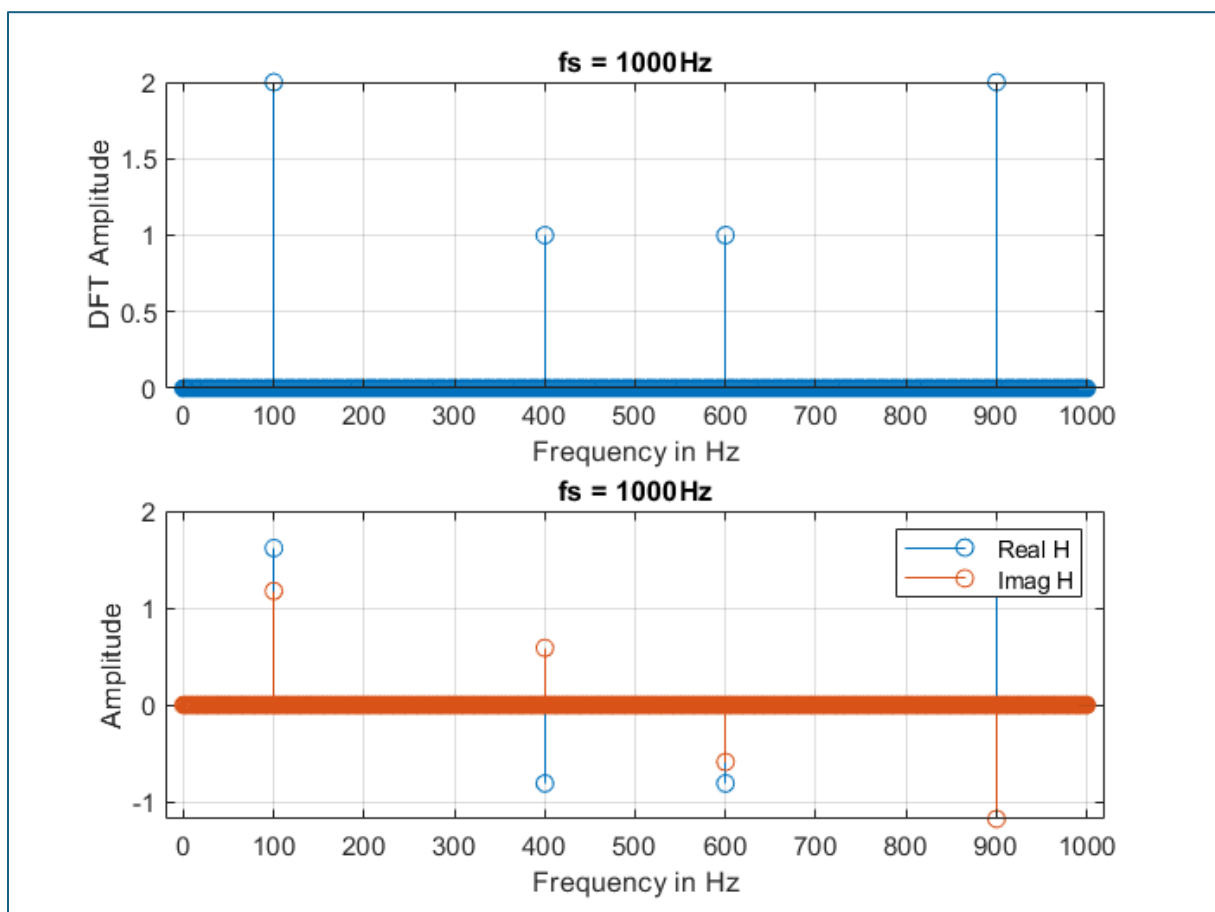 fs = 1000Hz
2
1.5
1
0.5
0
DFT Amplitude
0 100 200 300 400 500 600 700 800 900 1000
Frequency in Hz
fs = 1000Hz
2
1
0
-1
Amplitude
Real H
Imag H
0 100 200 300 400 500 600 700 800 900 1000
Frequency in Hz